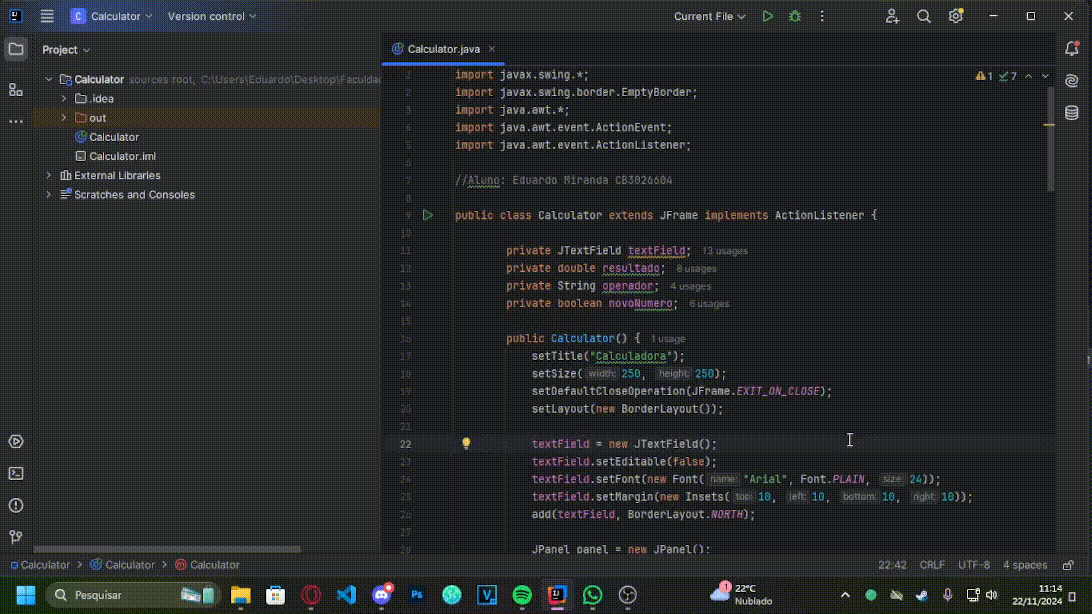 C Calculator Version control Current File
Project
Calculator.java
Calculator sources root, C:\Users\Eduardo\Desktop\Faculdad
.idea
out
Calculator
Calculator.iml
External Libraries
Scratches and Consoles
1 7
1 import javax.swing.*;
2 import javax.swing.border.EmptyBorder;
3 import java.awt.*;
4 import java.awt.event.ActionEvent;
5 import java.awt.event.ActionListener;
6
7 //Aluno: Eduardo Miranda CB3026604
8
9 public class Calculator extends JFrame implements ActionListener {
10
11 private JTextField textField; 13 usages
12 private double resultado; 8 usages
13 private String operador; 4 usages
14 private boolean novoNumero; 6 usages
15
16 public Calculator() { 1 usage
17 setTitle("Calculadora");
18 setSize( width: 250, height: 250);
19 setDefaultCloseOperation(JFrame.EXIT_ON_CLOSE);
20 setLayout(new BorderLayout());
21
22 textField = new JTextField();
23 textField.setEditable(false);
24 textField.setFont(new Font( name: "Arial", Font.PLAIN, size: 24));
25 textField.setMargin(new Insets( top: 10, left: 10, bottom: 10, right: 10));
26 add(textField, BorderLayout.NORTH);
27
28 JPanel panel = new JPanel();
Calculator > Calculator > Calculator
22:42 CRLF UTF-8 4 spaces
Pesquisar
Ps
V
1
22°C
Nublado
11:14
22/11/2024